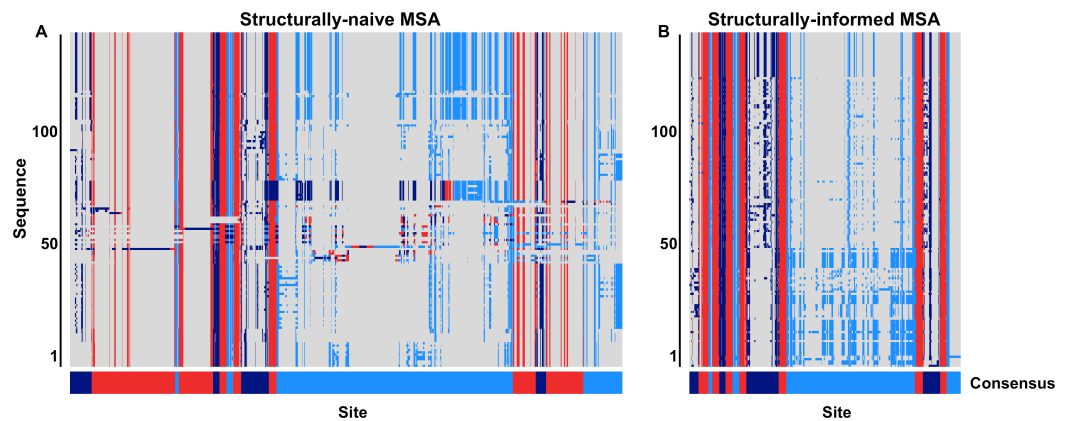 Structurally-naive MSA
Structurally-informed MSA
A
B
Sequence
100
50
1
100
50
1
Consensus
Site
Site